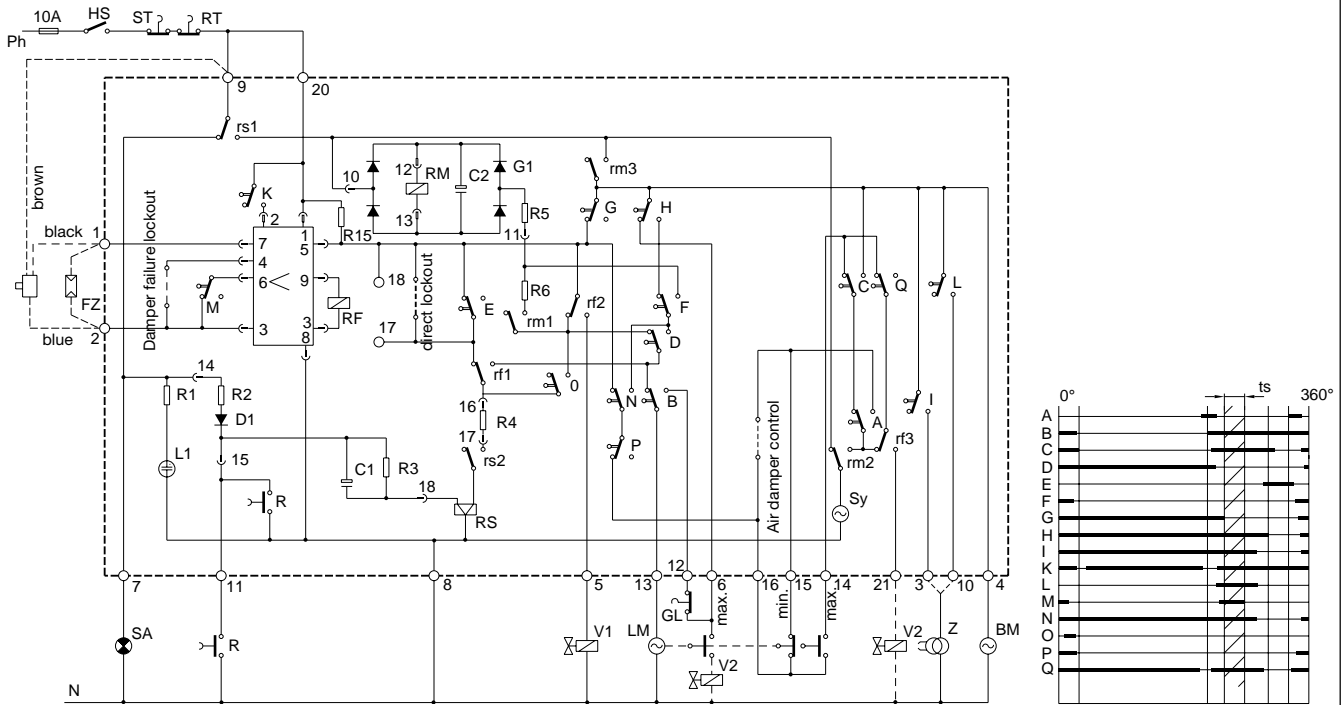 10A HS ST RT
Ph
9 20
rs1
brown
K
10 12 RM C2 G1 rm3
13
2 1
R15 R5 G H
black 1
7 5 11
4
6 < 9
Damper failure lockout
M
18
direct lockout
E R6 rf2 F C Q L
FZ
RF
17 rm1
2 3 3
8
blue
D
rf1
0
14
R1 R2
D1
16
R4
N B
I
ts
0° 360°
L1
15
C1 R3
17
rs2
P
Air damper control
A
rf3
rm2
R
18
RS
Sy
A
B
C
D
E
F
G
H
I
K
L
M
N
O
P
Q
7 11 8 5 13 12 6 16 15 14 21 3 10 4
max. min. max.
GL
SA R V1 LM V2 V2 Z BM
N